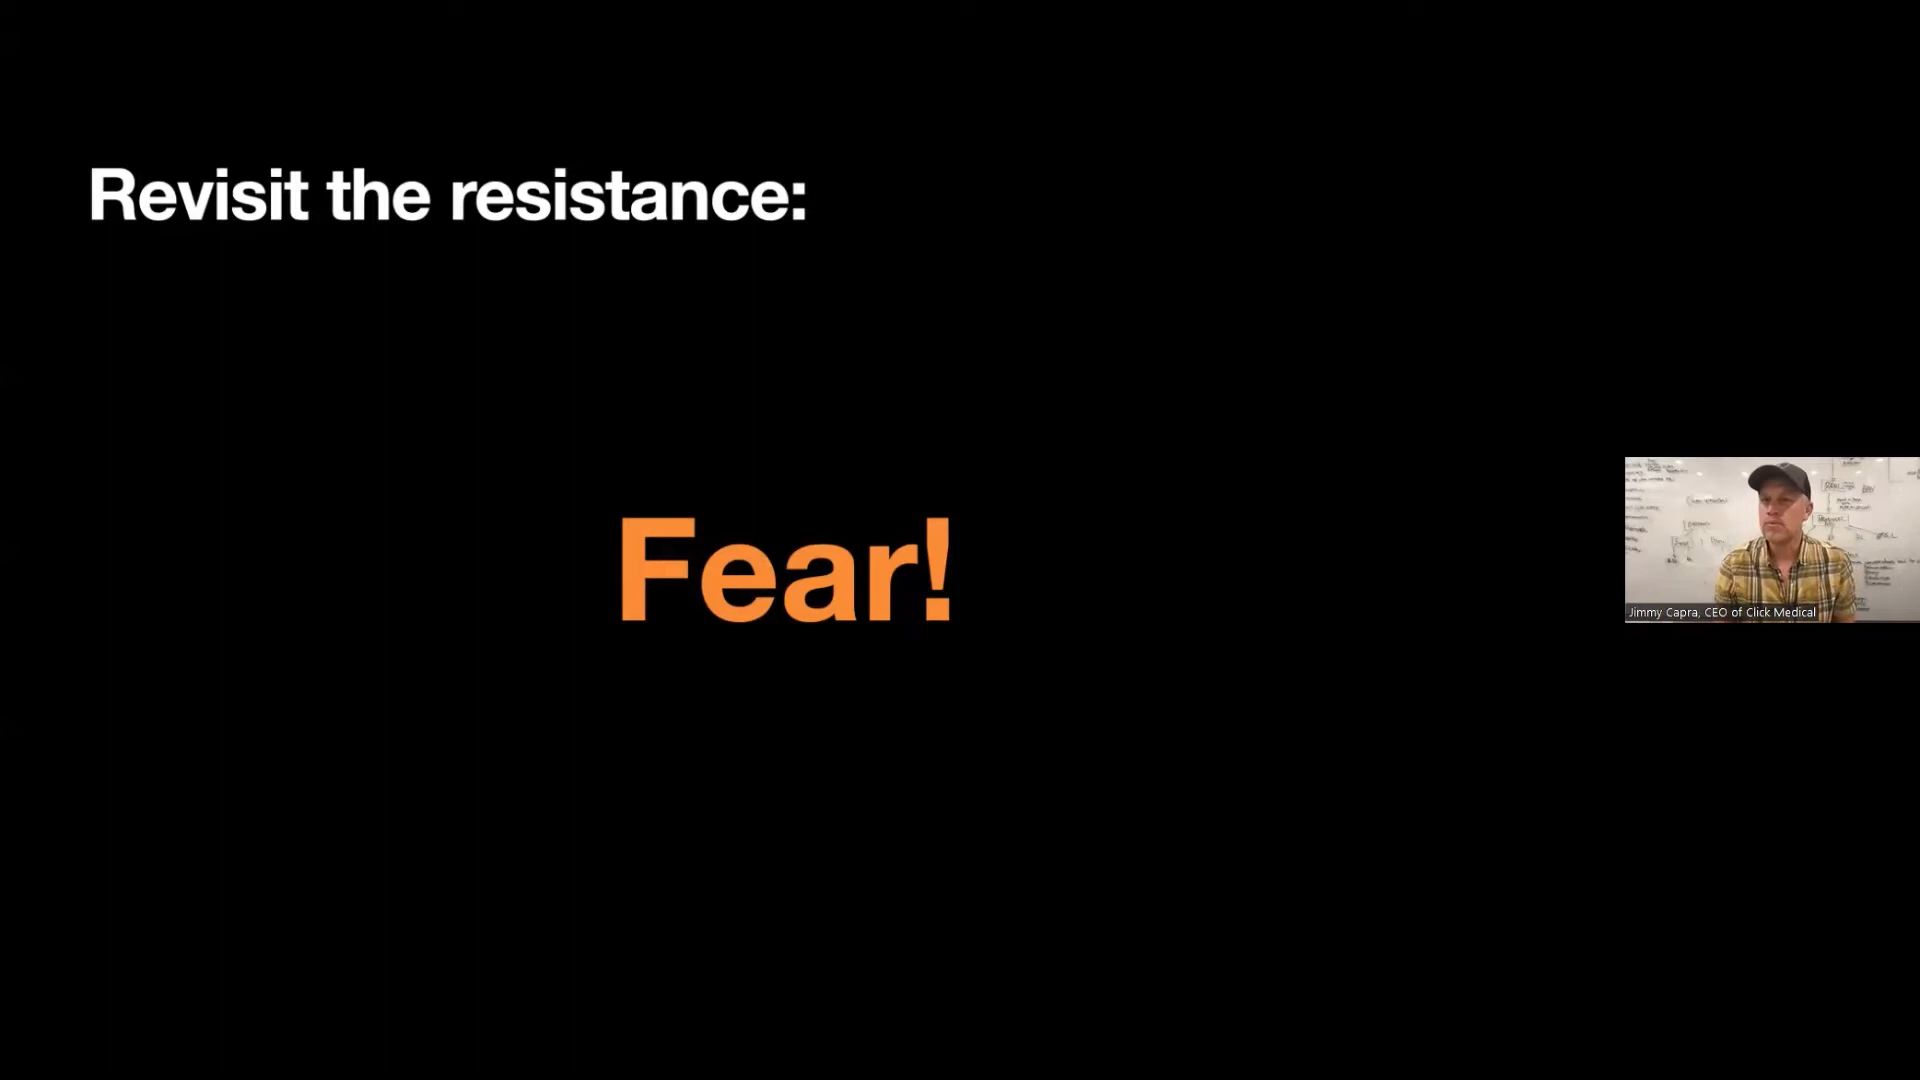 Revisit the resistance:
Fear!
Jimmy Capra, CEO of Click Medical